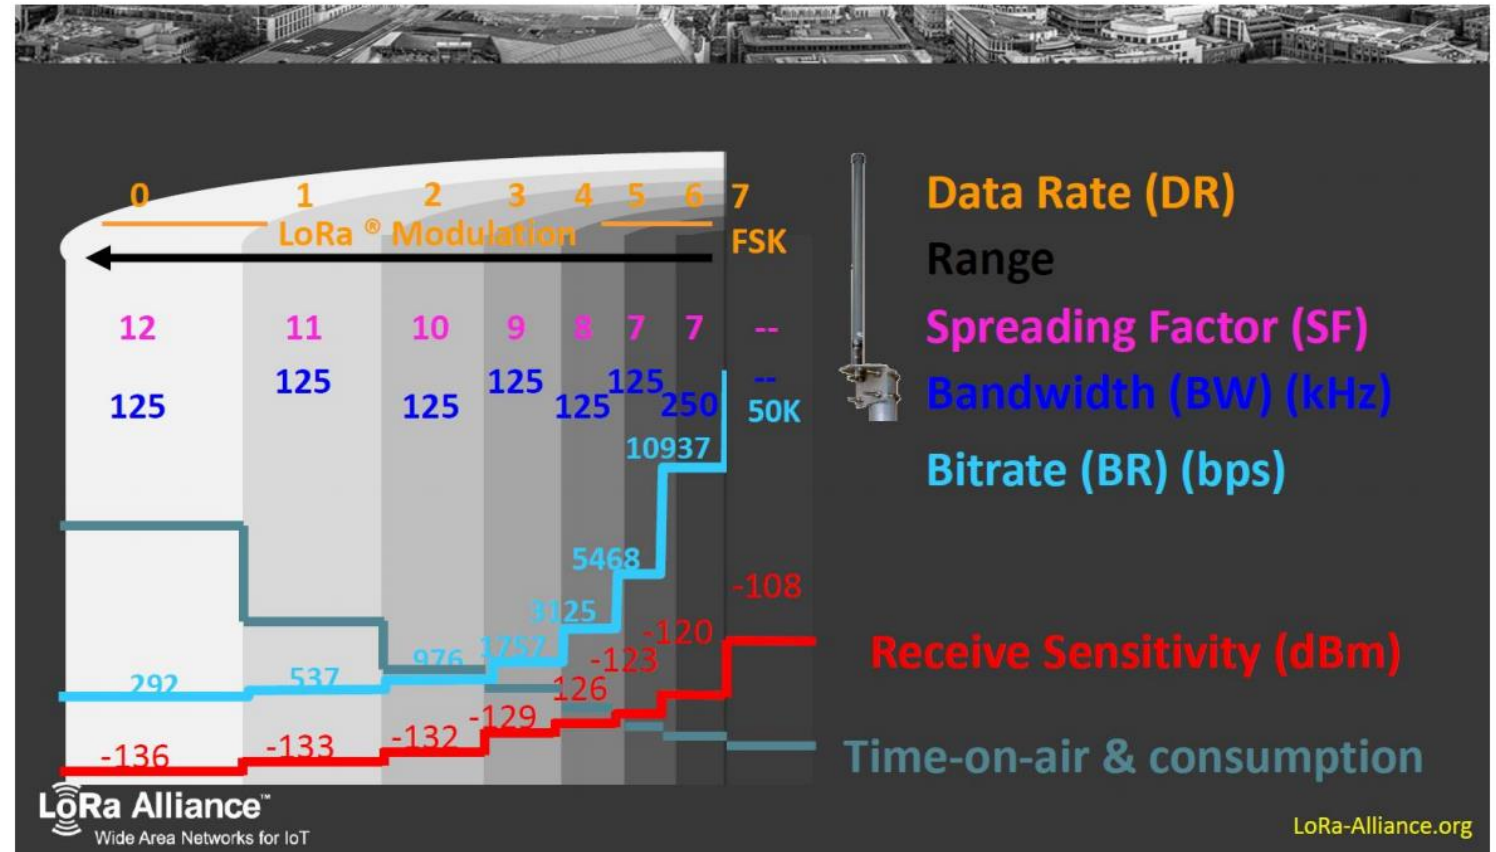 0 1 2 3 4 5 6 7
LoRa ® Modulation
FSK
12 11 10 9 8 7 7 --
125 125 125 125 125 125 250 --
50K
10937
5468
3125
1757
976
537
292
-108
-120
-123
126
-129
-132
-133
-136
Data Rate (DR)
Range
Spreading Factor (SF)
Bandwidth (BW) (kHz)
Bitrate (BR) (bps)
Receive Sensitivity (dBm)
Time-on-air & consumption
LoRa Alliance™
Wide Area Networks for IoT
LoRa-Alliance.org